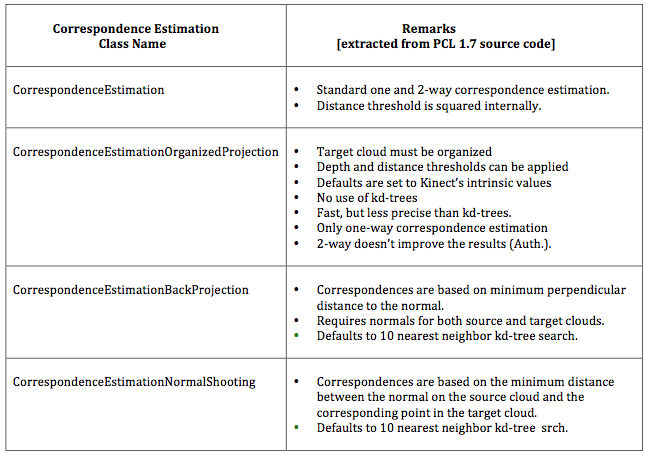 Correspondence Estimation
Class Name
Remarks
[extracted from PCL 1.7 source code]
CorrespondenceEstimation
• Standard one and 2-way correspondence estimation.
• Distance threshold is squared internally.
CorrespondenceEstimationOrganizedProjection
• Target cloud must be organized
• Depth and distance thresholds can be applied
• Defaults are set to Kinect's intrinsic values
• No use of kd-trees
• Fast, but less precise than kd-trees.
• Only one-way correspondence estimation
• 2-way doesn't improve the results (Auth.).
CorrespondenceEstimationBackProjection
• Correspondences are based on minimum perpendicular
distance to the normal.
• Requires normals for both source and target clouds.
• Defaults to 10 nearest neighbor kd-tree search.
CorrespondenceEstimationNormalShooting
• Correspondences are based on the minimum distance
between the normal on the source cloud and the
corresponding point in the target cloud.
• Defaults to 10 nearest neighbor kd-tree srch.